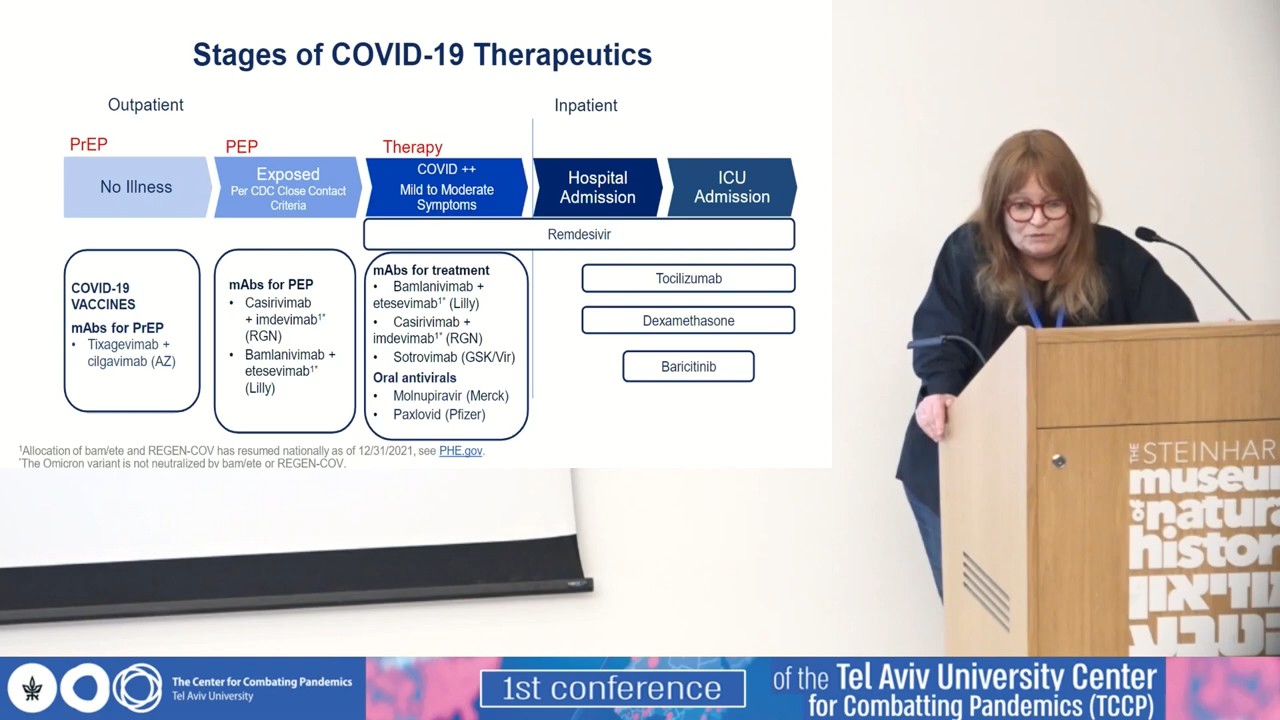 Stages of COVID-19 Therapeutics
Outpatient
Inpatient
PrEP
PEP
Therapy
No Illness
Exposed
Per CDC Close Contact
Criteria
COVID ++
Mild to Moderate
Symptoms
Hospital
Admission
ICU
Admission
Remdesivir
COVID-19
VACCINES
mAbs for PrEP
• Tixagevimab +
cilgavimab (AZ)
mAbs for PEP
• Casirivimab
+ imdevimab¹*
(RGN)
• Bamlanivimab +
etesevimab¹*
(Lilly)
mAbs for treatment
• Bamlanivimab +
etesevimab¹* (Lilly)
• Casirivimab +
imdevimab¹* (RGN)
• Sotrovimab (GSK/Vir)
Oral antivirals
• Molnupiravir (Merck)
• Paxlovid (Pfizer)
Tocilizumab
Dexamethasone
Baricitinib
¹Allocation of bam/ete and REGEN-COV has resumed nationally as of 12/31/2021, see PHE.gov.
*The Omicron variant is not neutralized by bam/ete or REGEN-COV.
THE STEINHAR
museum
of natura
histor
מוזיאון
הטבע
The Center for Combating Pandemics
Tel Aviv University
1st conference
of the Tel Aviv University Center
for Combatting Pandemics (TCCP)